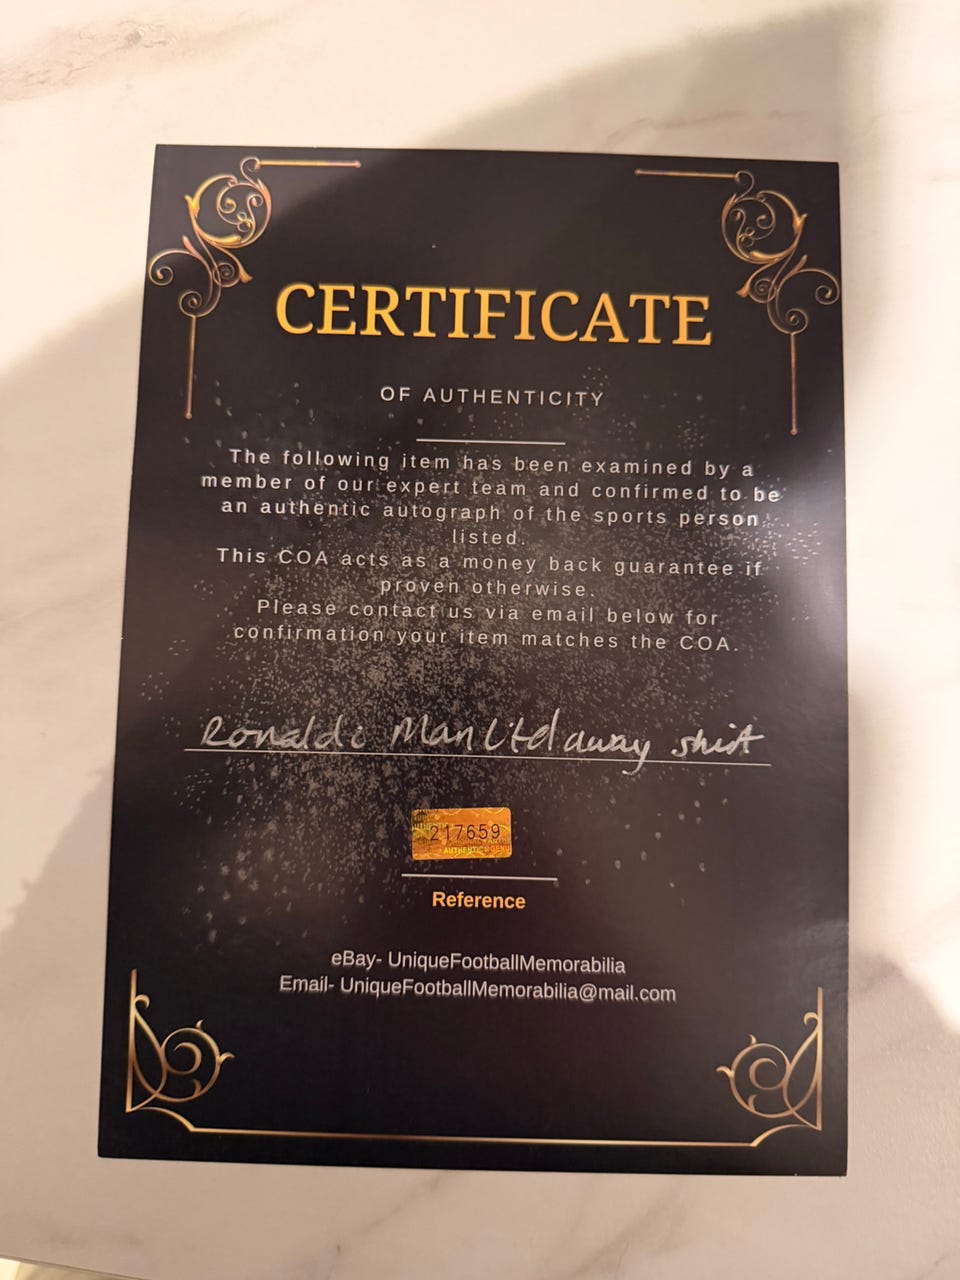 CERTIFICATE
OF AUTHENTICITY
The following item has been examined by a
member of our expert team and confirmed to be
an authentic autograph of the sports person
listed.
This COA acts as a money back guarantee if
proven otherwise.
Please contact us via email below for
confirmation your item matches the COA.
Ronaldo Man Utd away shirt
217659
AUTHENTIC GENU
Reference
eBay- UniqueFootballMemorabilia
Email- UniqueFootballMemorabilia@mail.com